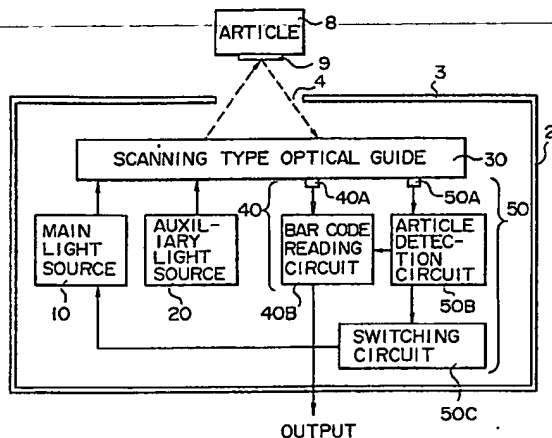 ARTICLE
8
9
4
3
2
SCANNING TYPE OPTICAL GUIDE
30
40
40A
50A
50
MAIN
LIGHT
SOURCE
10
AUXIL-
IARY LIGHT
SOURCE
20
BAR CODE
READING
CIRCUIT
40B
ARTICLE
DETEC-
TION
CIRCUIT
50B
SWITCHING
CIRCUIT
50C
OUTPUT